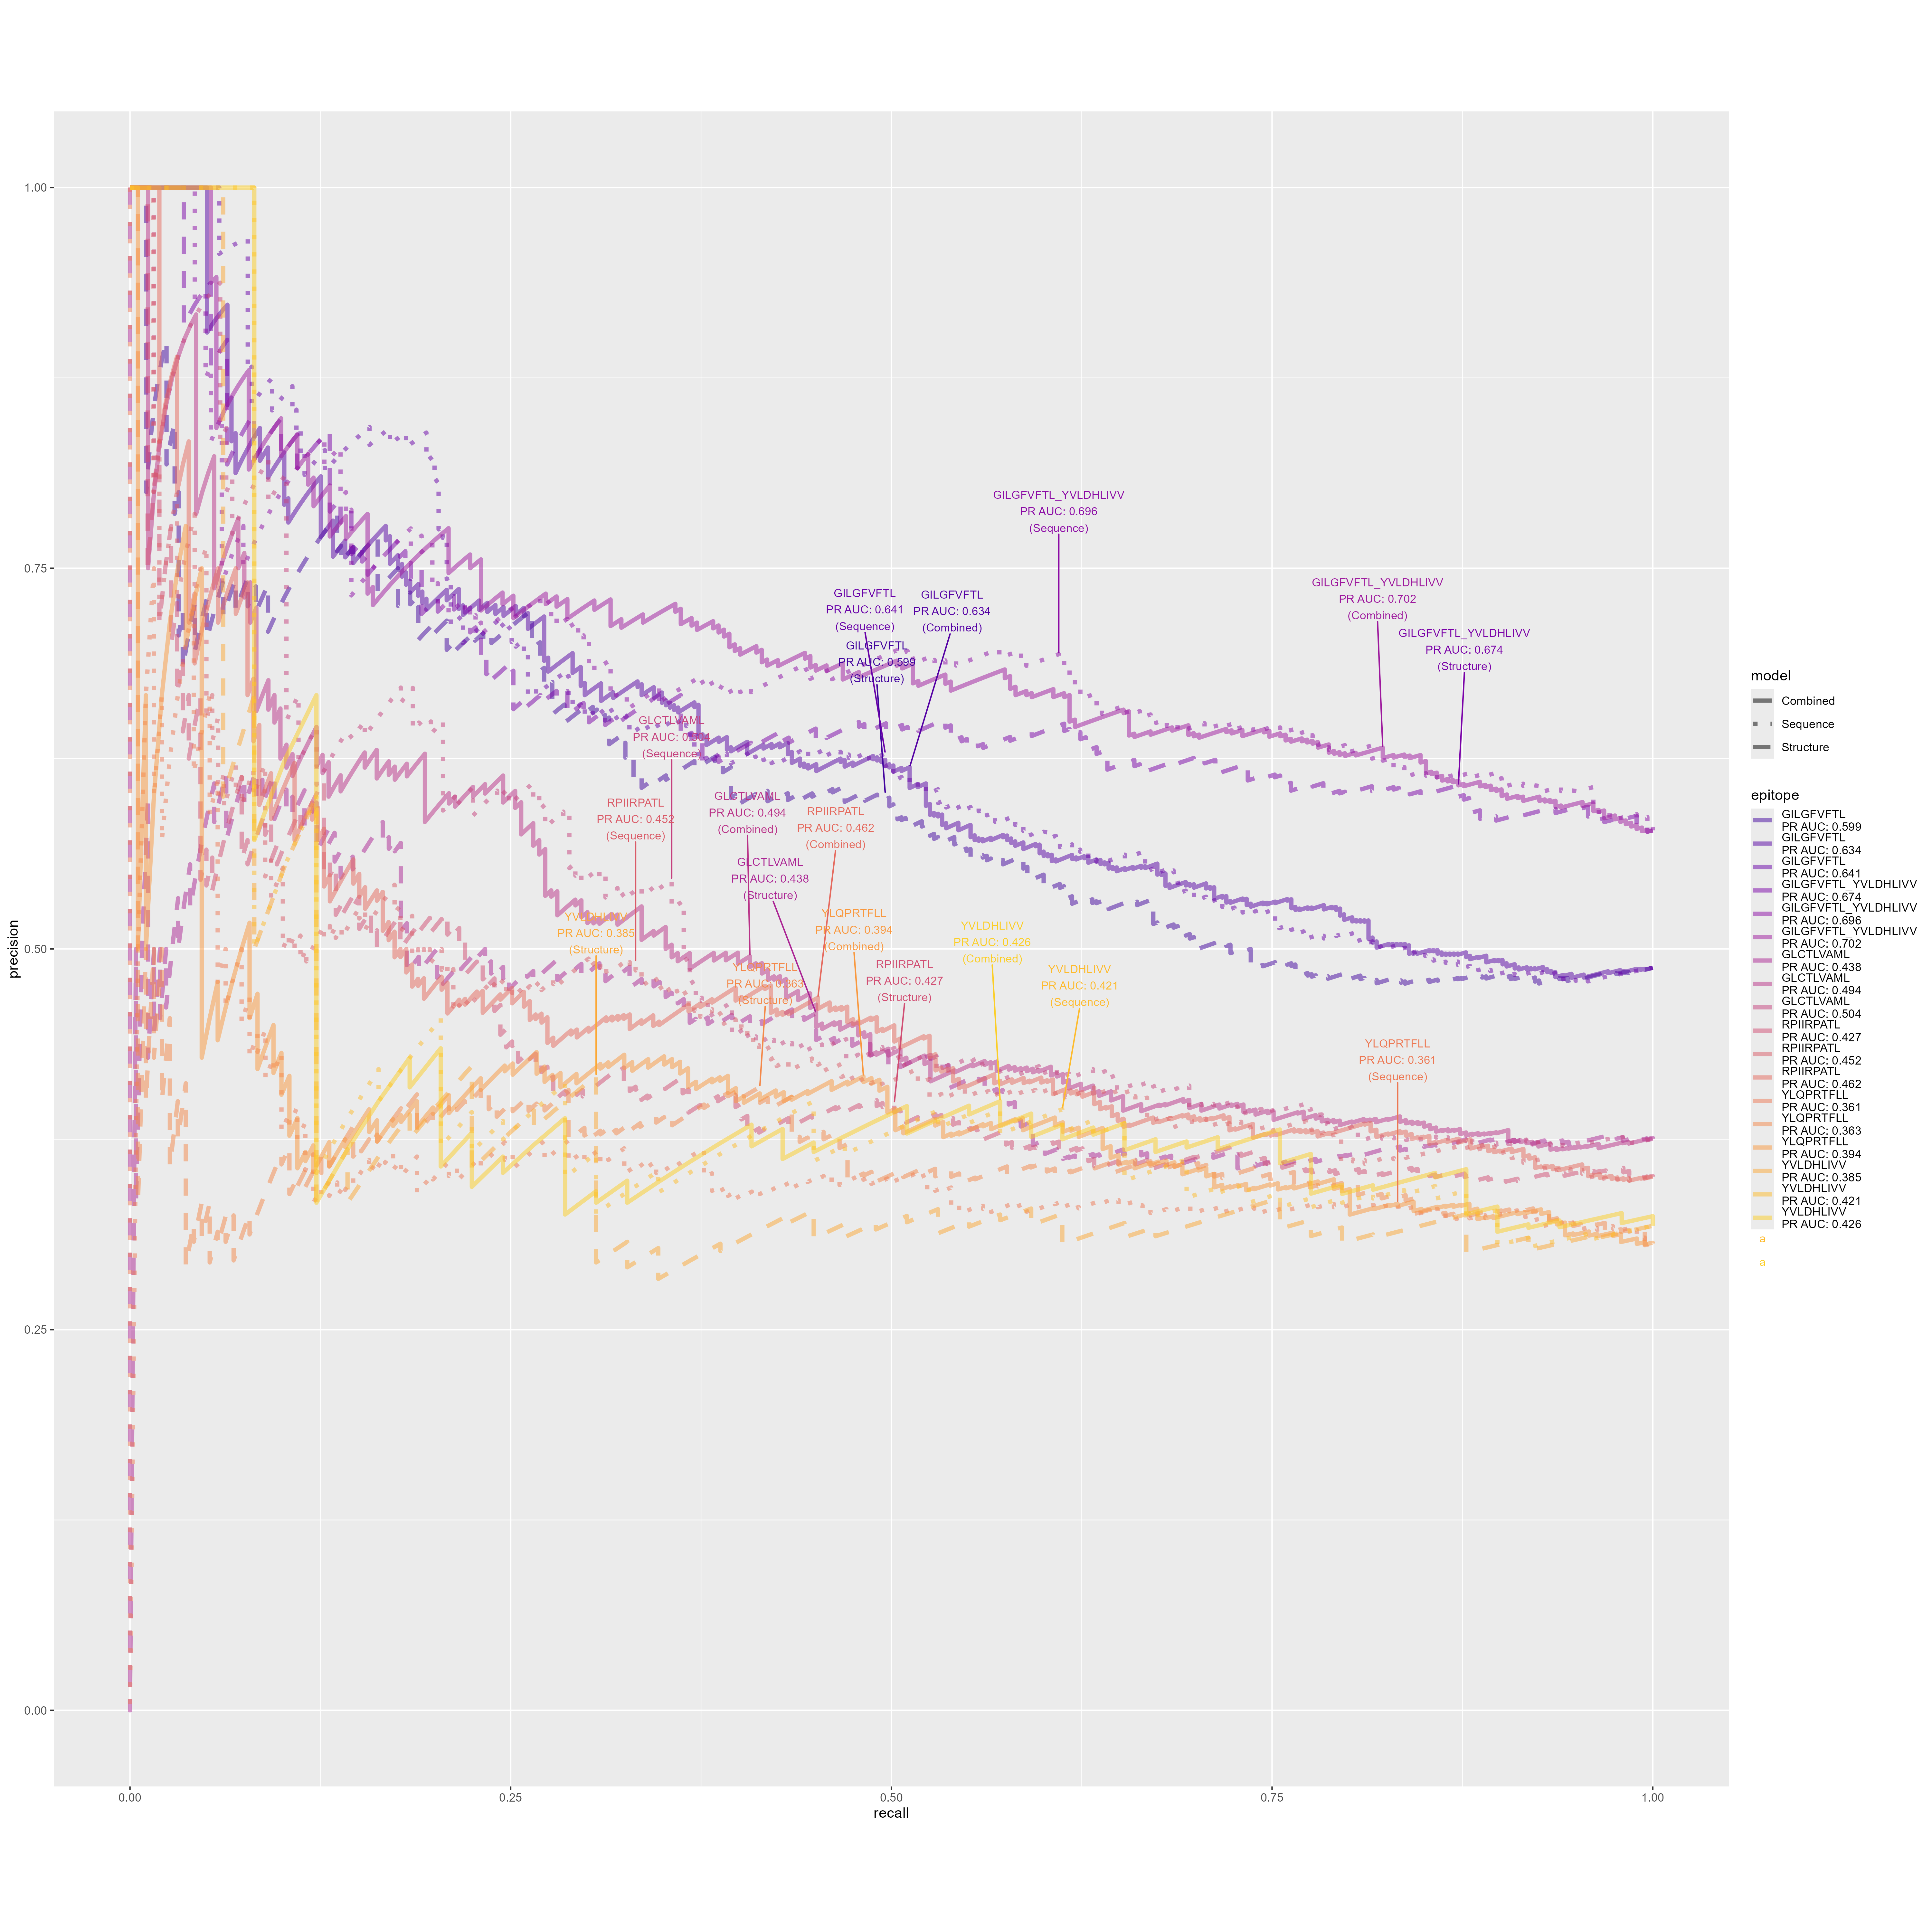 1.00
0.75
0.50
0.25
0.00
precision
0.00
0.25
0.50
0.75
1.00
recall
GILGFVFTL_YVLDHLIVV
PR AUC: 0.696
(Sequence)
GILGFVFTL_YVLDHLIVV
PR AUC: 0.702
(Combined)
GILGFVFTL_YVLDHLIVV
PR AUC: 0.674
(Structure)
GILGFVFTL
PR AUC: 0.641
(Sequence)
GILGFVFTL
PR AUC: 0.634
(Combined)
GILGFVFTL
PR AUC: 0.599
(Structure)
GLCTLVAML
PR AUC: 0.504
(Sequence)
GLCTLVAML
PR AUC: 0.494
(Combined)
RPIIRPATL
PR AUC: 0.452
(Sequence)
RPIIRPATL
PR AUC: 0.462
(Combined)
GLCTLVAML
PR AUC: 0.438
(Structure)
YVLDHLIVV
PR AUC: 0.385
(Structure)
YLQPRTFLL
PR AUC: 0.394
(Combined)
YVLDHLIVV
PR AUC: 0.426
(Combined)
YLQPRTFLL
PR AUC: 0.363
(Structure)
RPIIRPATL
PR AUC: 0.427
(Structure)
YVLDHLIVV
PR AUC: 0.421
(Sequence)
YLQPRTFLL
PR AUC: 0.361
(Sequence)
model
Combined
Sequence
Structure
epitope
GILGFVFTL
PR AUC: 0.599
GILGFVFTL
PR AUC: 0.634
GILGFVFTL
PR AUC: 0.641
GILGFVFTL_YVLDHLIVV
PR AUC: 0.674
GILGFVFTL_YVLDHLIVV
PR AUC: 0.696
GILGFVFTL_YVLDHLIVV
PR AUC: 0.702
GLCTLVAML
PR AUC: 0.438
GLCTLVAML
PR AUC: 0.494
GLCTLVAML
PR AUC: 0.504
RPIIRPATL
PR AUC: 0.427
RPIIRPATL
PR AUC: 0.452
RPIIRPATL
PR AUC: 0.462
YLQPRTFLL
PR AUC: 0.361
YLQPRTFLL
PR AUC: 0.363
YLQPRTFLL
PR AUC: 0.394
YVLDHLIVV
PR AUC: 0.385
YVLDHLIVV
PR AUC: 0.421
YVLDHLIVV
PR AUC: 0.426
a
a